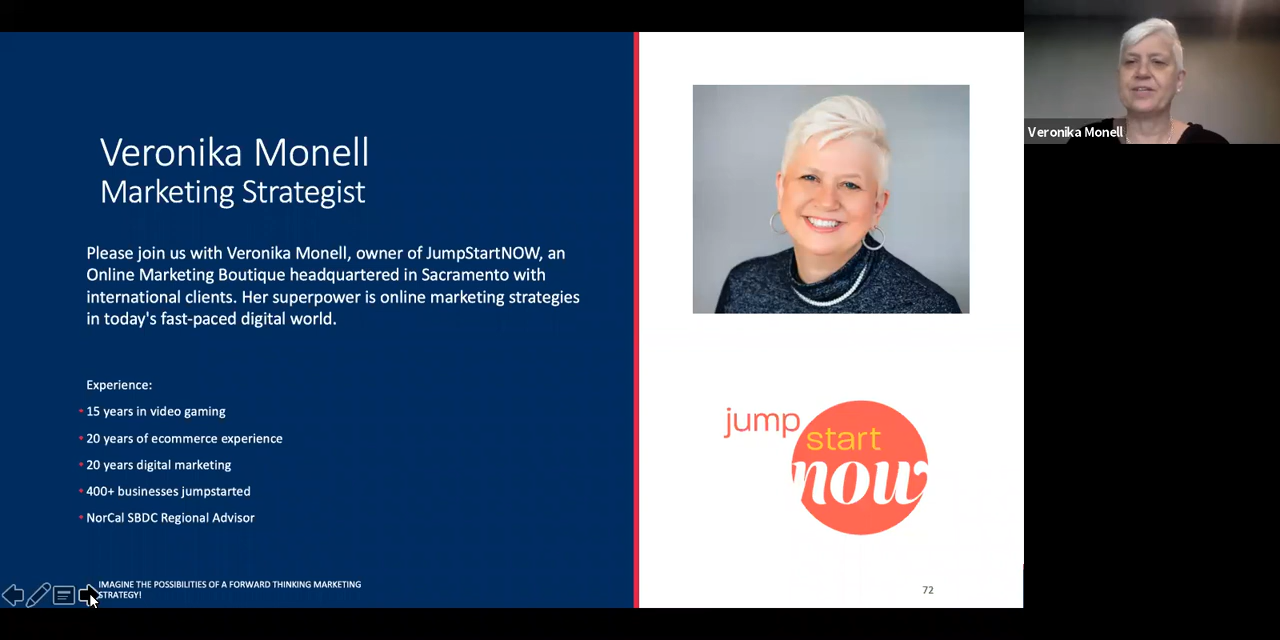 Veronika Monell
Marketing Strategist
Please join us with Veronika Monell, owner of JumpStartNOW, an
Online Marketing Boutique headquartered in Sacramento with
international clients. Her superpower is online marketing strategies
in today's fast-paced digital world.
Experience:
• 15 years in video gaming
• 20 years of ecommerce experience
• 20 years digital marketing
• 400+ businesses jumpstarted
• NorCal SBDC Regional Advisor
IMAGINE THE POSSIBILITIES OF A FORWARD THINKING MARKETING
STRATEGY!
jump
start
now
72
Veronika Monell